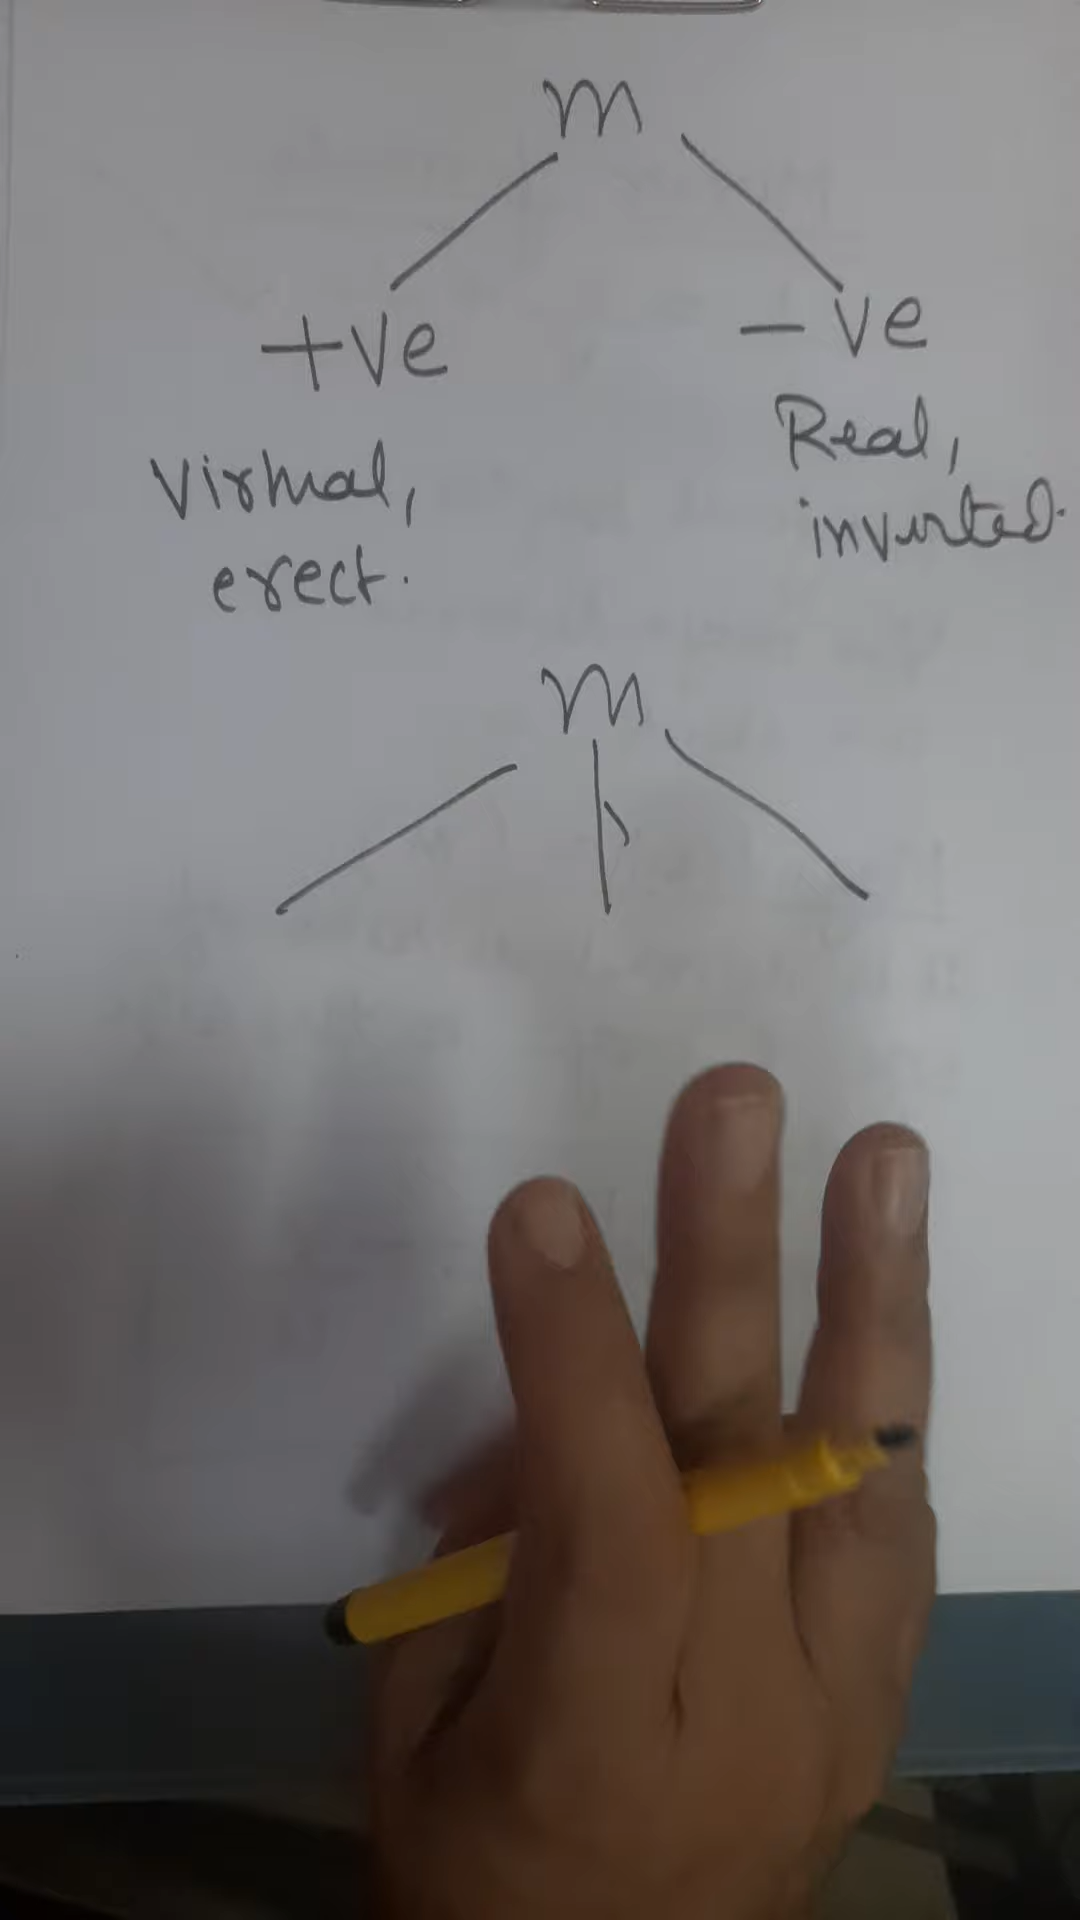 m
+ve
-ve
Virtual,
erect.
Real,
inverted.
m